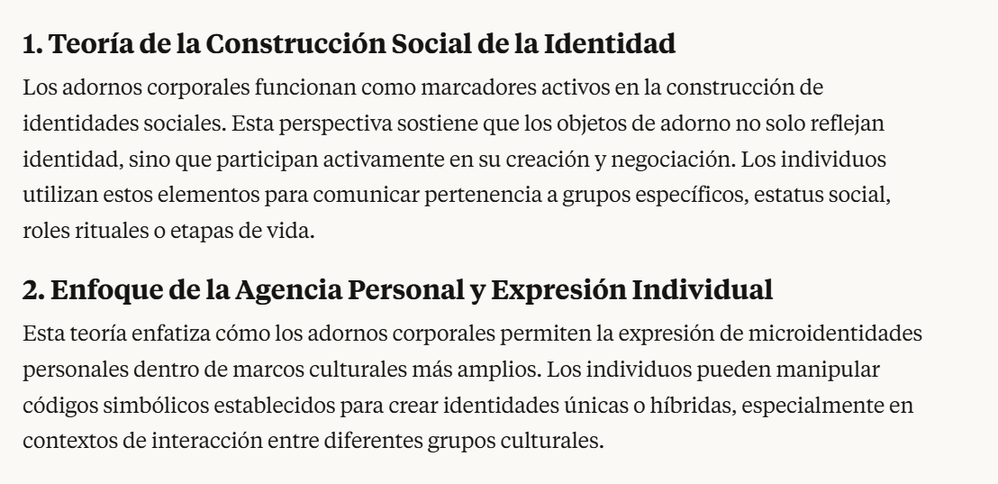 1. Teoría de la Construcción Social de la Identidad
Los adornos corporales funcionan como marcadores activos en la construcción de
identidades sociales. Esta perspectiva sostiene que los objetos de adorno no solo reflejan
identidad, sino que participan activamente en su creación y negociación. Los individuos
utilizan estos elementos para comunicar pertenencia a grupos específicos, estatus social,
roles rituales o etapas de vida.
2. Enfoque de la Agencia Personal y Expresión Individual
Esta teoría enfatiza cómo los adornos corporales permiten la expresión de microidentidades
personales dentro de marcos culturales más amplios. Los individuos pueden manipular
códigos simbólicos establecidos para crear identidades únicas o híbridas, especialmente en
contextos de interacción entre diferentes grupos culturales.